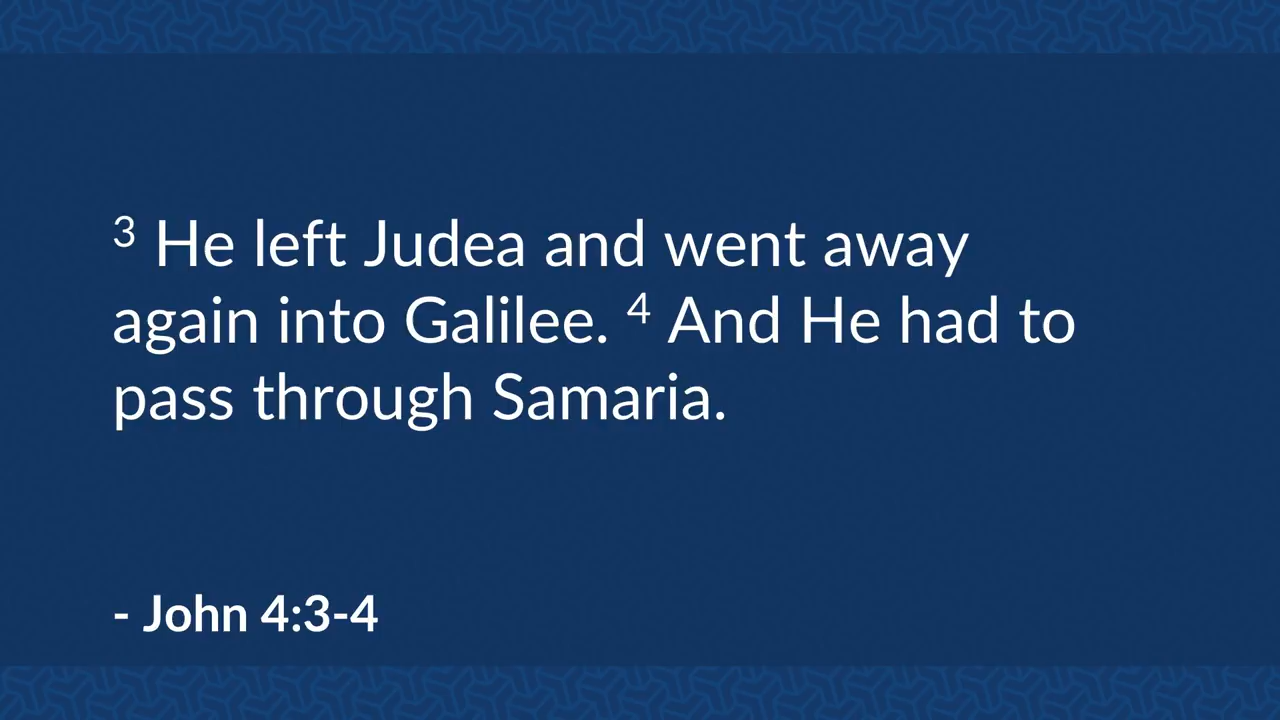 3 He left Judea and went away
again into Galilee. 4 And He had to
pass through Samaria.
- John 4:3-4